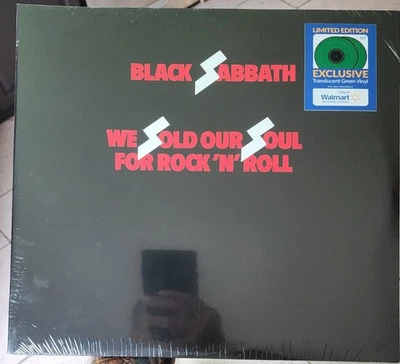 BLACK SABBATH
WE SOLD OUR SOUL
FOR ROCK 'N' ROLL
LIMITED EDITION
EXCLUSIVE
Translucent Green Vinyl
Walmart